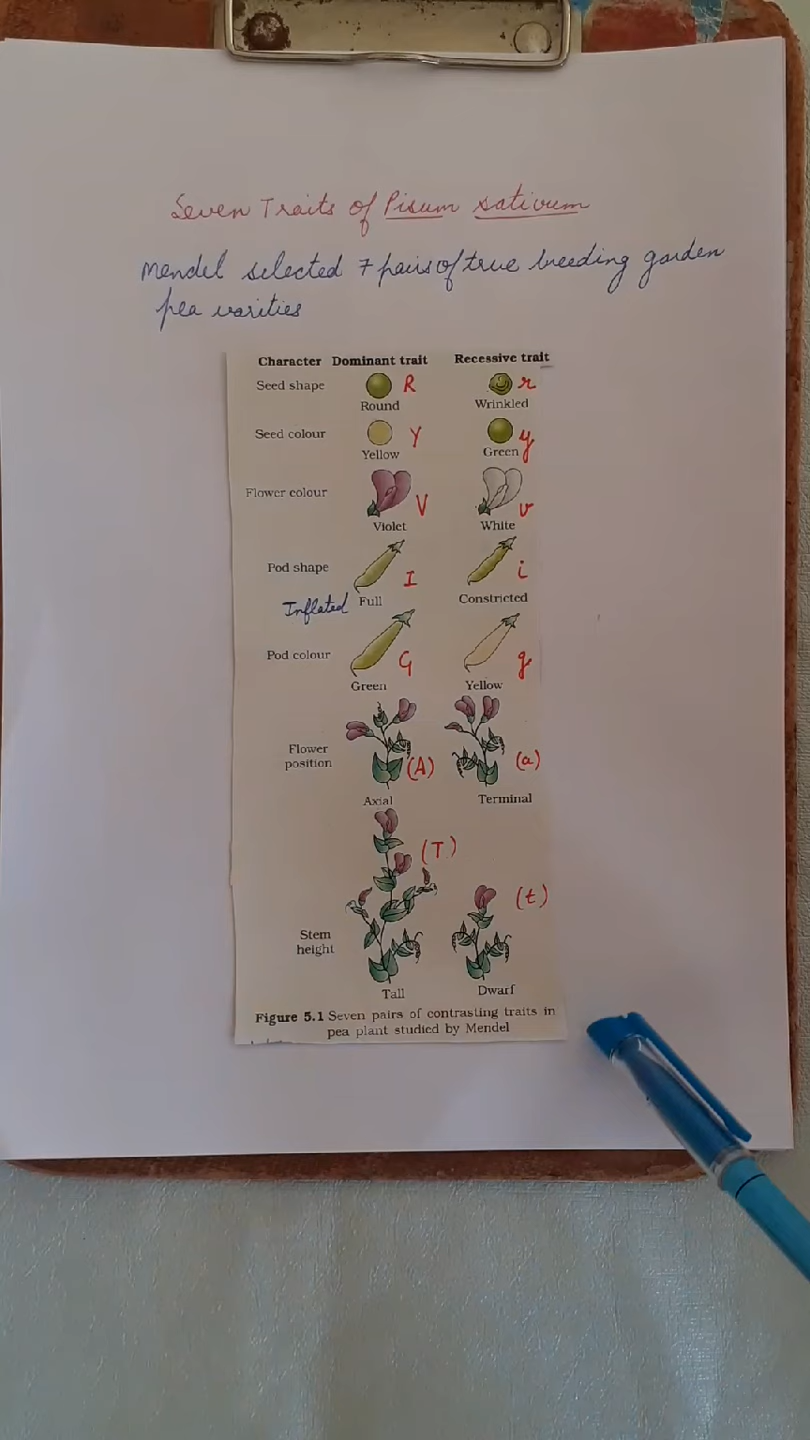 Seven Traits of Pisum sativum
Mendel selected 7 pairs of true breeding garden
pea varities
Character Dominant trait Recessive trait
Seed shape R r
Round Wrinkled
Seed colour Y y
Yellow Green
Flower colour V v
Violet White
Pod shape I i
Inflated Full Constricted
Pod colour G g
Green Yellow
Flower
position (A) (a)
Axial Terminal
(T)
(t)
Stem
height
Tall Dwarf
Figure 5.1 Seven pairs of contrasting traits in
pea plant studied by Mendel